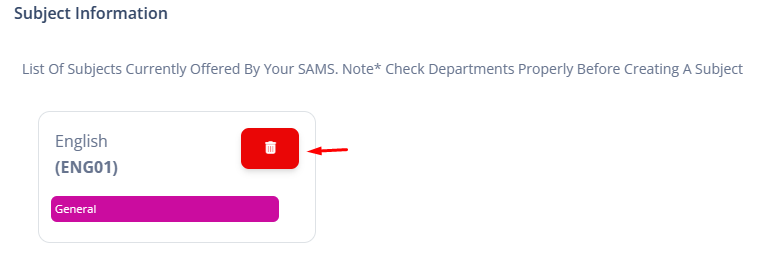 Subject Information
List Of Subjects Currently Offered By Your SAMS. Note* Check Departments Properly Before Creating A Subject
English
(ENG01)
General